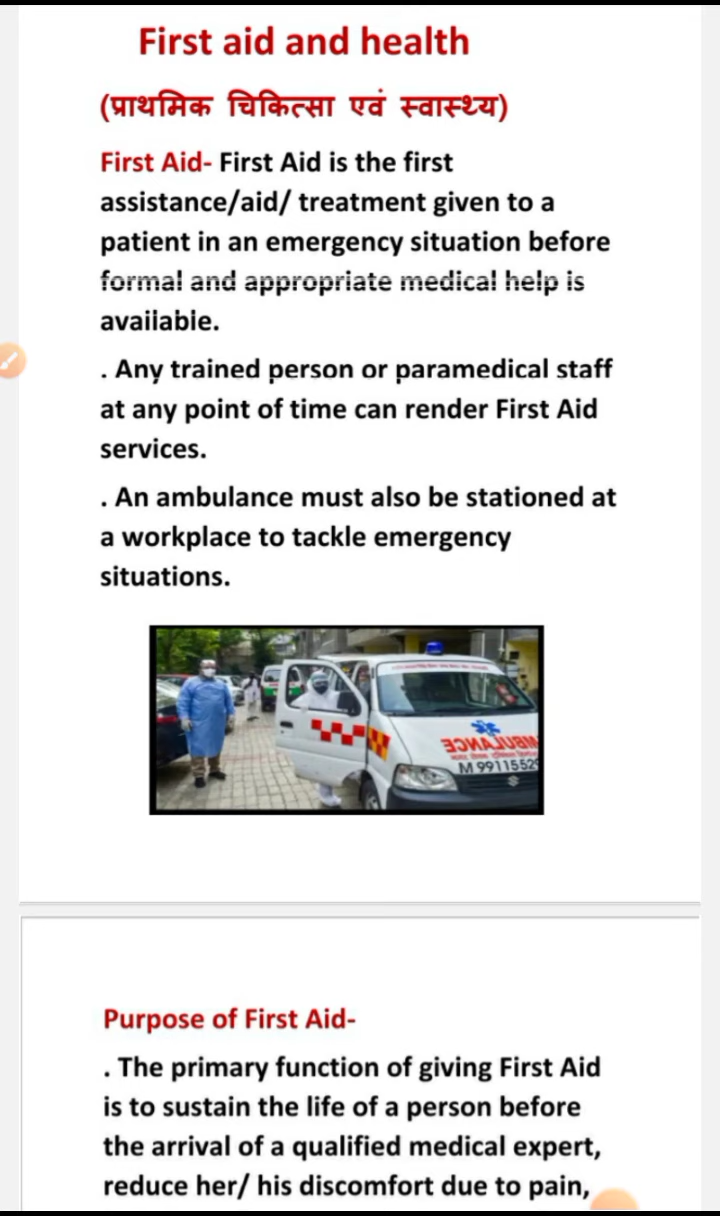 First aid and health
(प्राथमिक चिकित्सा एवं स्वास्थ्य)
First Aid- First Aid is the first
assistance/aid/ treatment given to a
patient in an emergency situation before
formal and appropriate medical help is
available.
. Any trained person or paramedical staff
at any point of time can render First Aid
services.
. An ambulance must also be stationed at
a workplace to tackle emergency
situations.
AMBULANCE
M 9911552
Purpose of First Aid-
. The primary function of giving First Aid
is to sustain the life of a person before
the arrival of a qualified medical expert,
reduce her/ his discomfort due to pain,